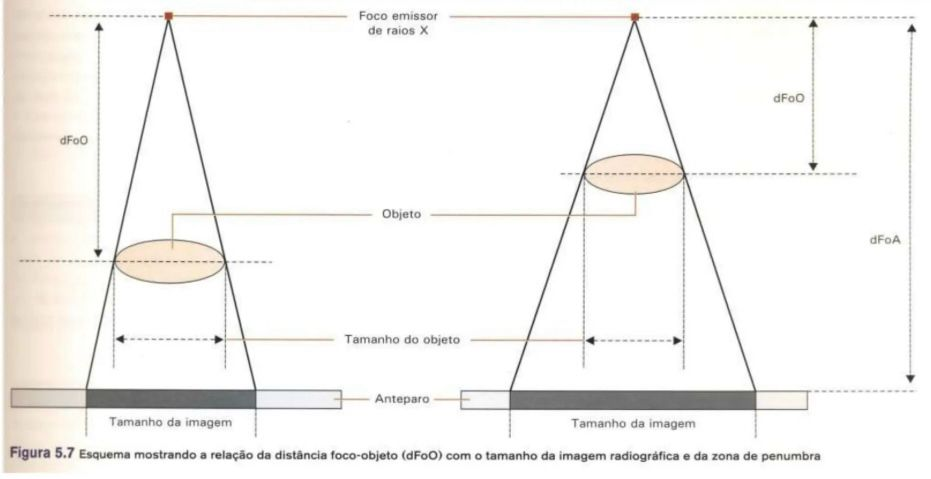 Foco emissor
de raios X
dFoO
dFoO
Objeto
dFoA
Tamanho do objeto
Anteparo
Tamanho da imagem
Tamanho da imagem
Figura 5.7 Esquema mostrando a relação da distância foco-objeto (dFoO) com o tamanho da imagem radiográfica e da zona de penumbra